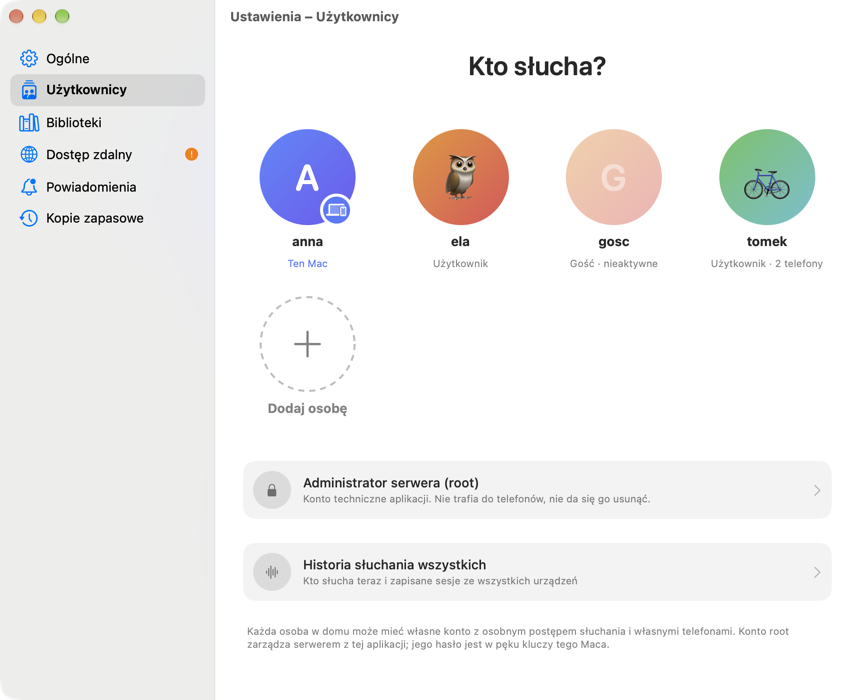 Ustawienia – Użytkownicy
Ogólne
Użytkownicy
Biblioteki
Dostęp zdalny
!
Powiadomienia
Kopie zapasowe
Kto słucha?
A
G
anna
ela
gosc
tomek
Ten Mac
Użytkownik
Gość · nieaktywne
Użytkownik · 2 telefony
Dodaj osobę
Administrator serwera (root)
Konto techniczne aplikacji. Nie trafia do telefonów, nie da się go usunąć.
Historia słuchania wszystkich
Kto słucha teraz i zapisane sesje ze wszystkich urządzeń
Każda osoba w domu może mieć własne konto z osobnym postępem słuchania i własnymi telefonami. Konto root
zarządza serwerem z tej aplikacji; jego hasło jest w pęku kluczy tego Maca.